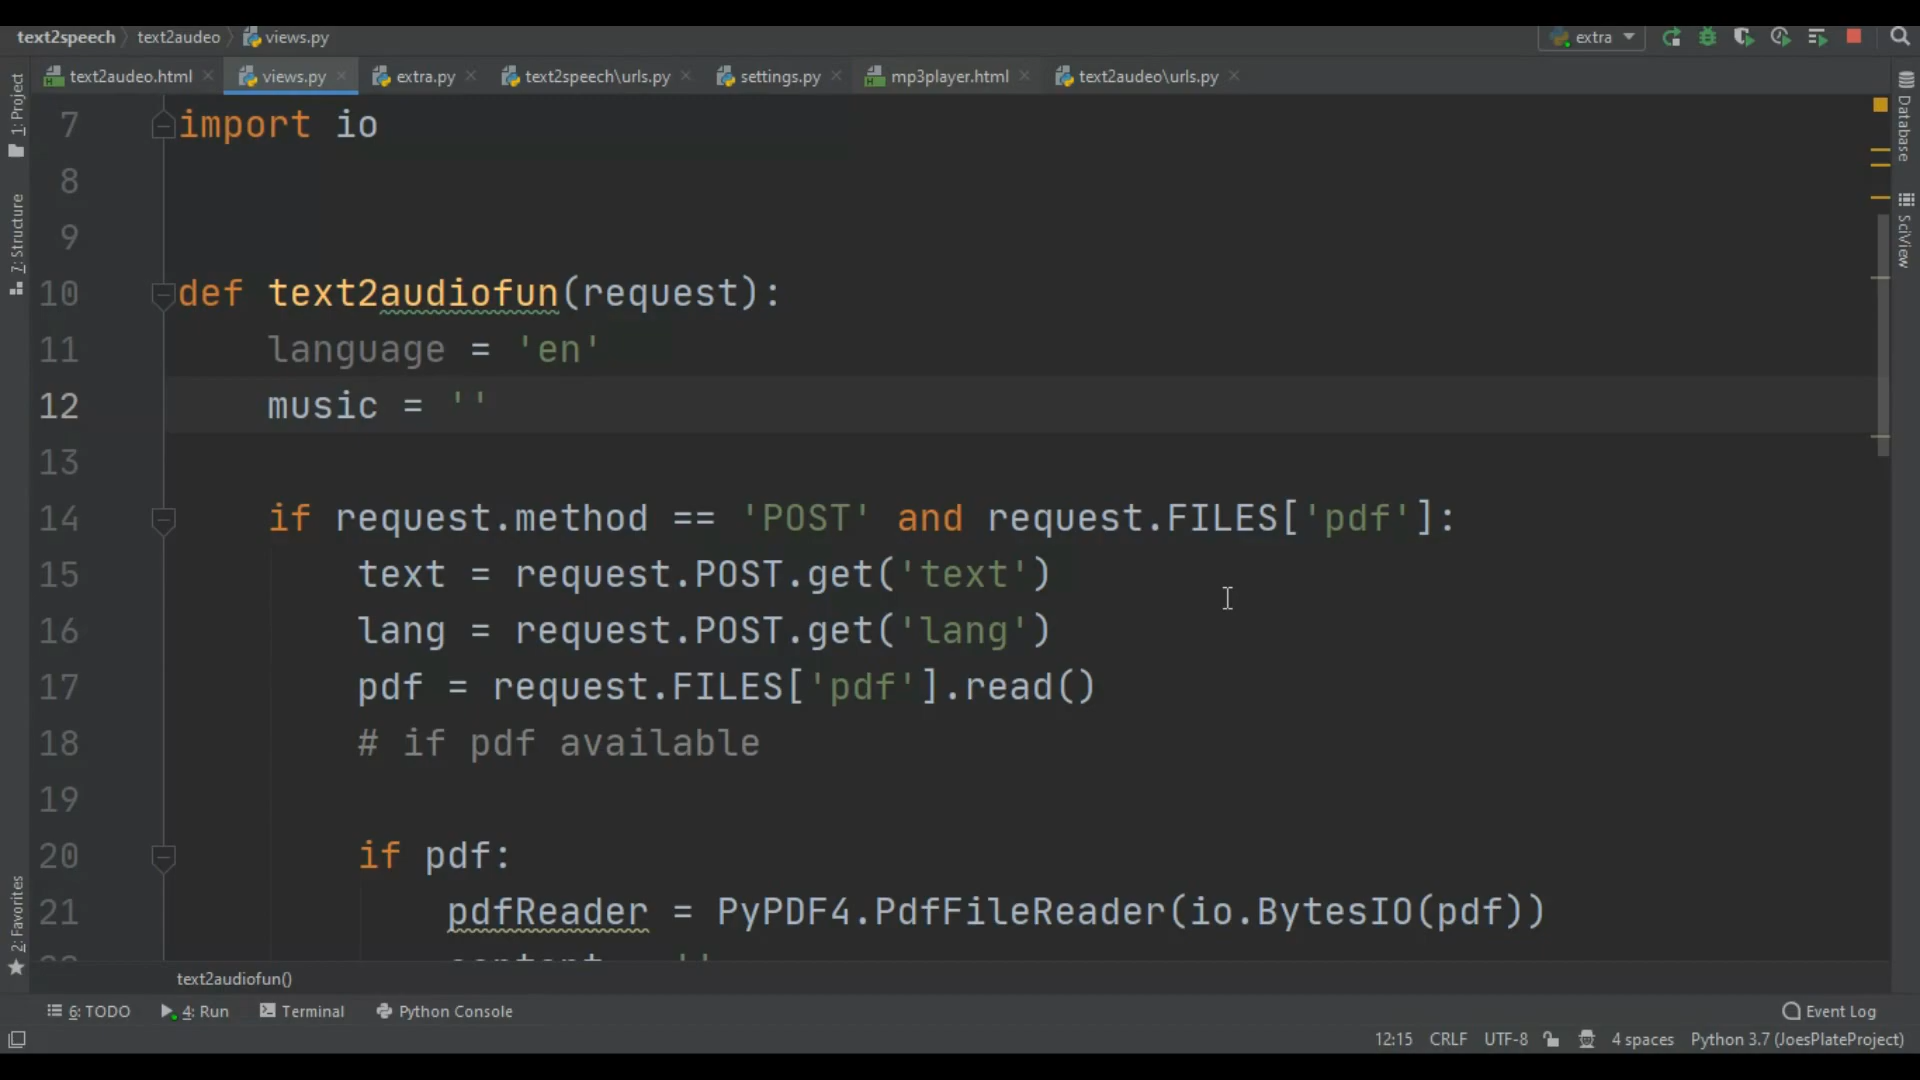 text2speech text2audeo views.py extra
text2audeo.html views.py extra.py text2speech\urls.py settings.py mp3player.html text2audeo\urls.py
1: Project
7: Structure
2: Favorites
Database
SciView
7 import io
8
9
10 def text2audiofun(request):
11 language = 'en'
12 music = ''
13
14 if request.method == 'POST' and request.FILES['pdf']:
15 text = request.POST.get('text')
16 lang = request.POST.get('lang')
17 pdf = request.FILES['pdf'].read()
18 # if pdf available
19
20 if pdf:
21 pdfReader = PyPDF4.PdfFileReader(io.BytesIO(pdf))
text2audiofun()
6: TODO 4: Run Terminal Python Console Event Log
12:15 CRLF UTF-8 4 spaces Python 3.7 (JoesPlateProject)